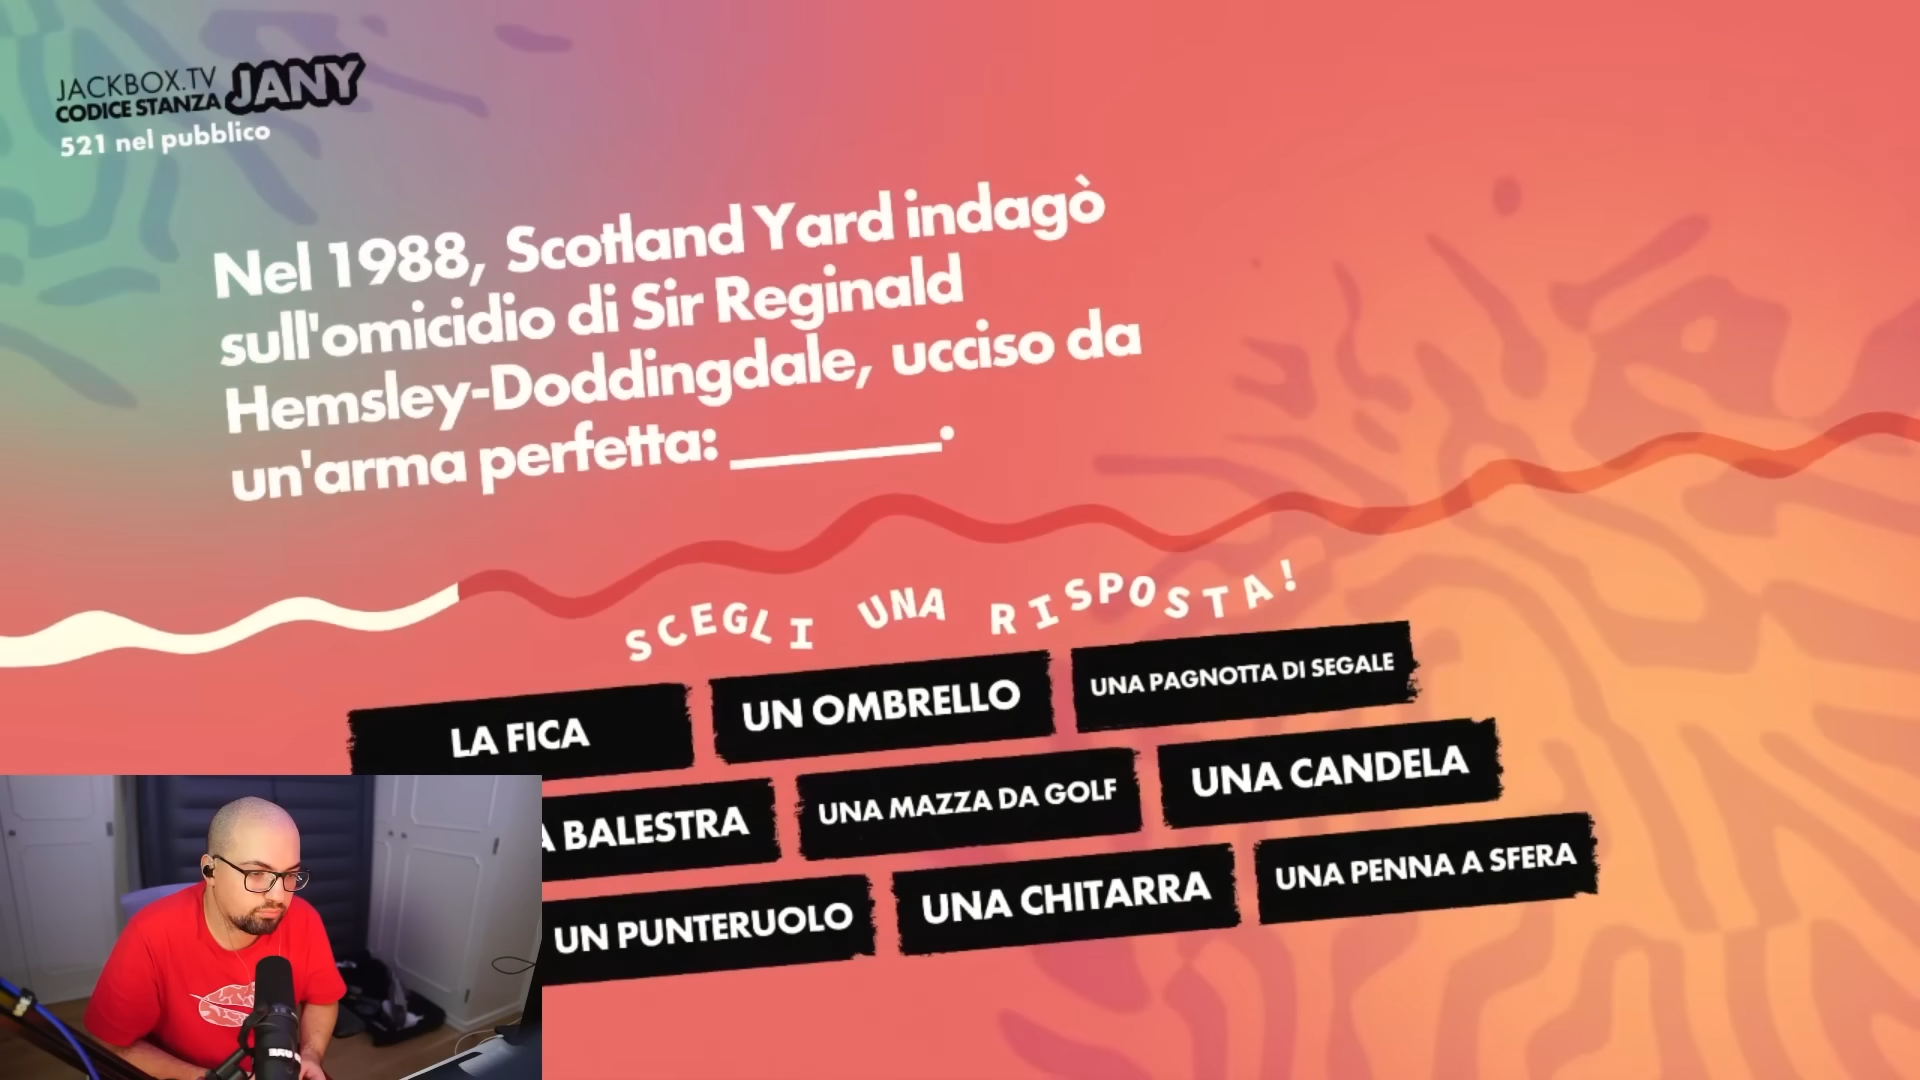 JACKBOX.TV
CODICE STANZA JANY
521 nel pubblico
Nel 1988, Scotland Yard indagò
sull'omicidio di Sir Reginald
Hemsley-Doddingdale, ucciso da
un'arma perfetta: ________.
SCEGLI UNA RISPOSTA!
LA FICA
UN OMBRELLO
UNA PAGNOTTA DI SEGALE
BALESTRA
UNA MAZZA DA GOLF
UNA CANDELA
UN PUNTERUOLO
UNA CHITARRA
UNA PENNA A SFERA